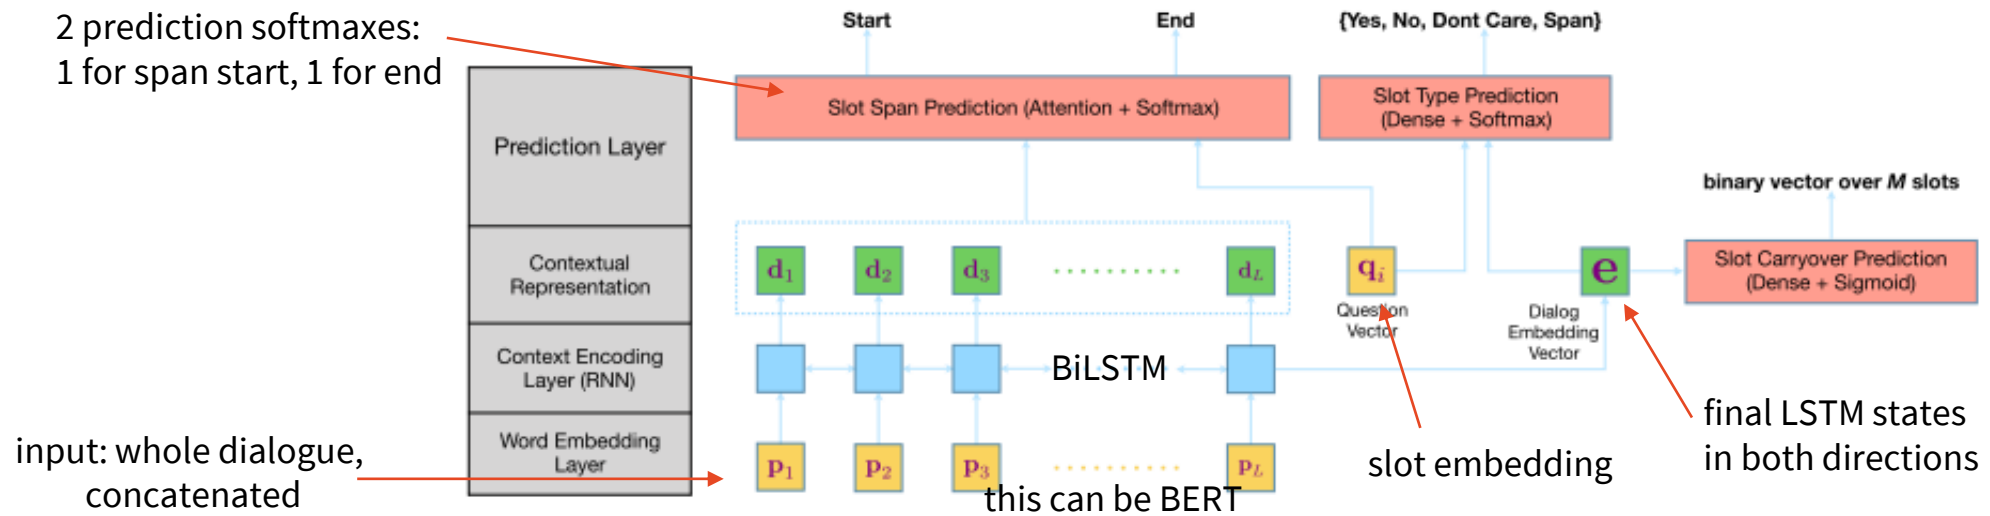 2 prediction softmaxes:
1 for span start, 1 for end
Start
End
{Yes, No, Dont Care, Span}
Prediction Layer
Slot Span Prediction (Attention + Softmax)
Slot Type Prediction
(Dense + Softmax)
binary vector over M slots
Contextual
Representation
d1
d2
d3
dL
qi
e
Slot Carryover Prediction
(Dense + Sigmoid)
Question
Vector
Dialog
Embedding
Vector
Context Encoding
Layer (RNN)
BiLSTM
input: whole dialogue,
concatenated
Word Embedding
Layer
p1
p2
p3
pL
this can be BERT
slot embedding
final LSTM states
in both directions